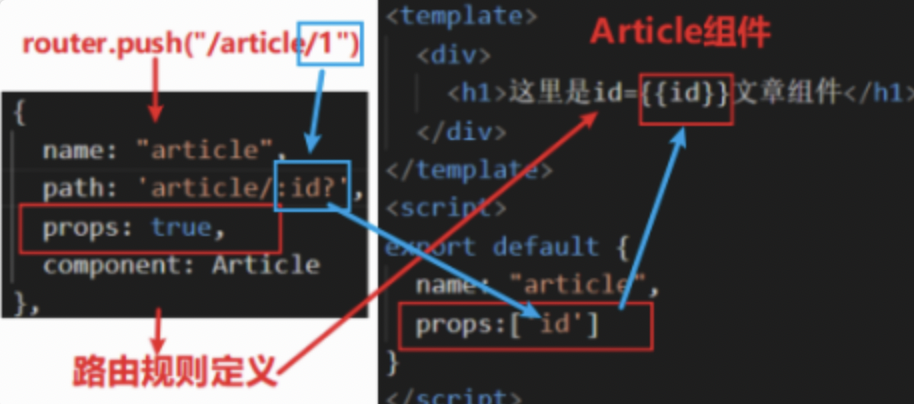 router.push("/article/1")
{
name: "article",
path: 'article/:id?',
props: true,
component: Article
},
路由规则定义
<template>
Article组件
<div>
<h1>这里是id={{id}}文章组件</h1>
</div>
</template>
<script>
export default {
name: "article",
props:['id']
}
</script>